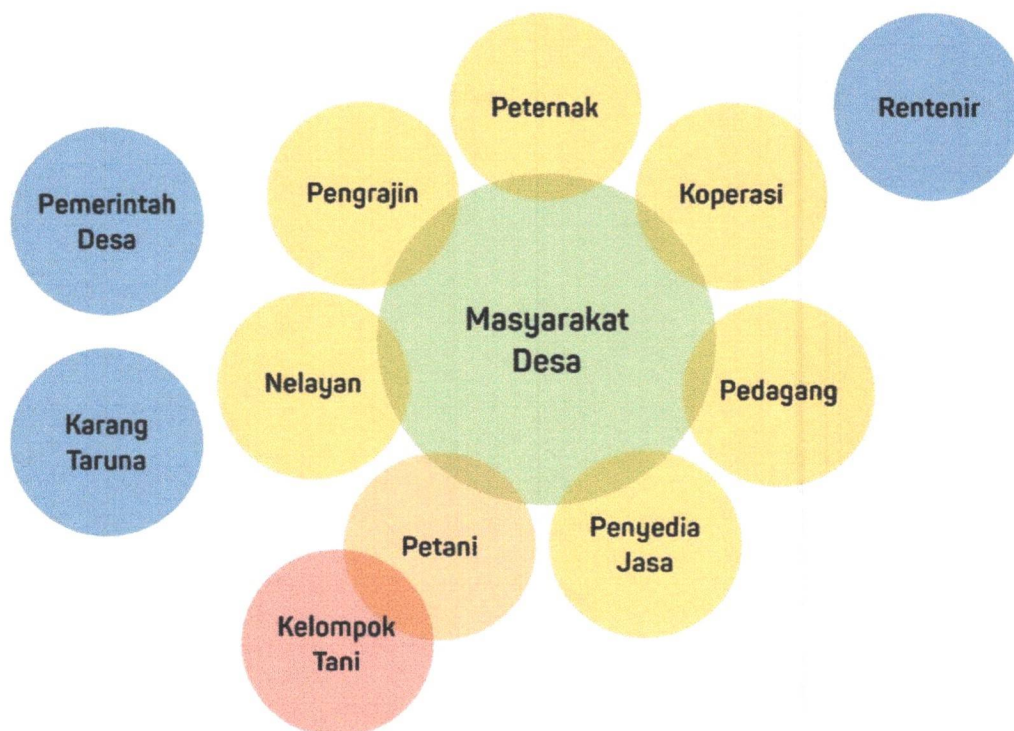 Peternak
Rentenir
Pengrajin
Koperasi
Pemerintah
Desa
Masyarakat
Desa
Nelayan
Pedagang
Karang
Taruna
Petani
Penyedia
Jasa
Kelompok
Tani